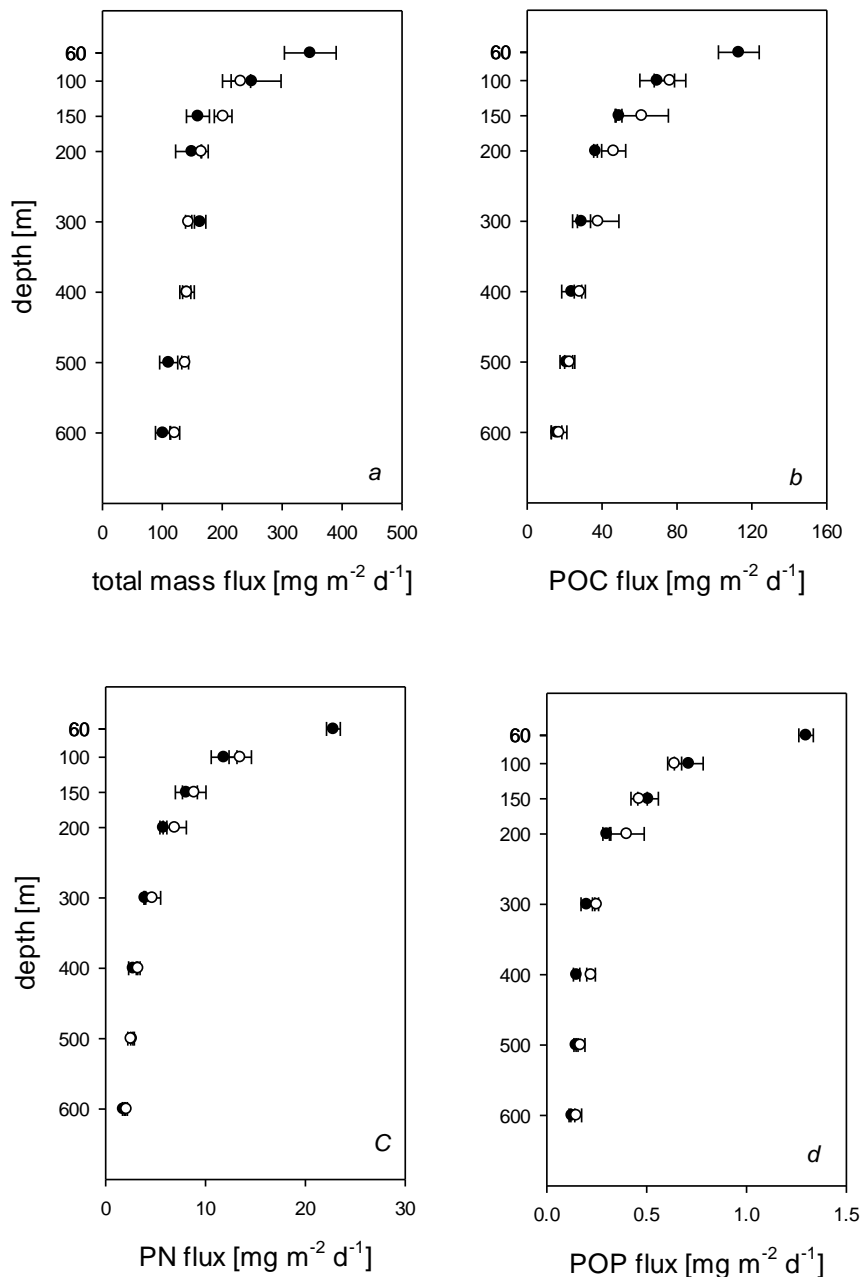 60
100
150
200
300
400
500
600
depth [m]
a
0 100 200 300 400 500
total mass flux [mg m-2 d-1]
60
100
150
200
300
400
500
600
b
0 40 80 120 160
POC flux [mg m-2 d-1]
60
100
150
200
300
400
500
600
depth [m]
C
0 10 20 30
PN flux [mg m-2 d-1]
60
100
150
200
300
400
500
600
d
0.0 0.5 1.0 1.5
POP flux [mg m-2 d-1]